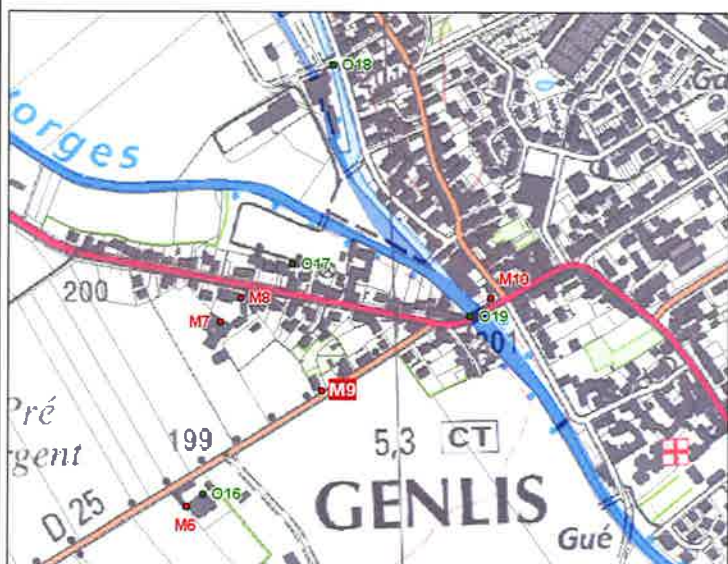 O18
orges
O17
200
M8
M10
M7
O19
201
M9
Pré
199
5,3
CT
gent
O16
D 25
M6
GENLIS
Gué